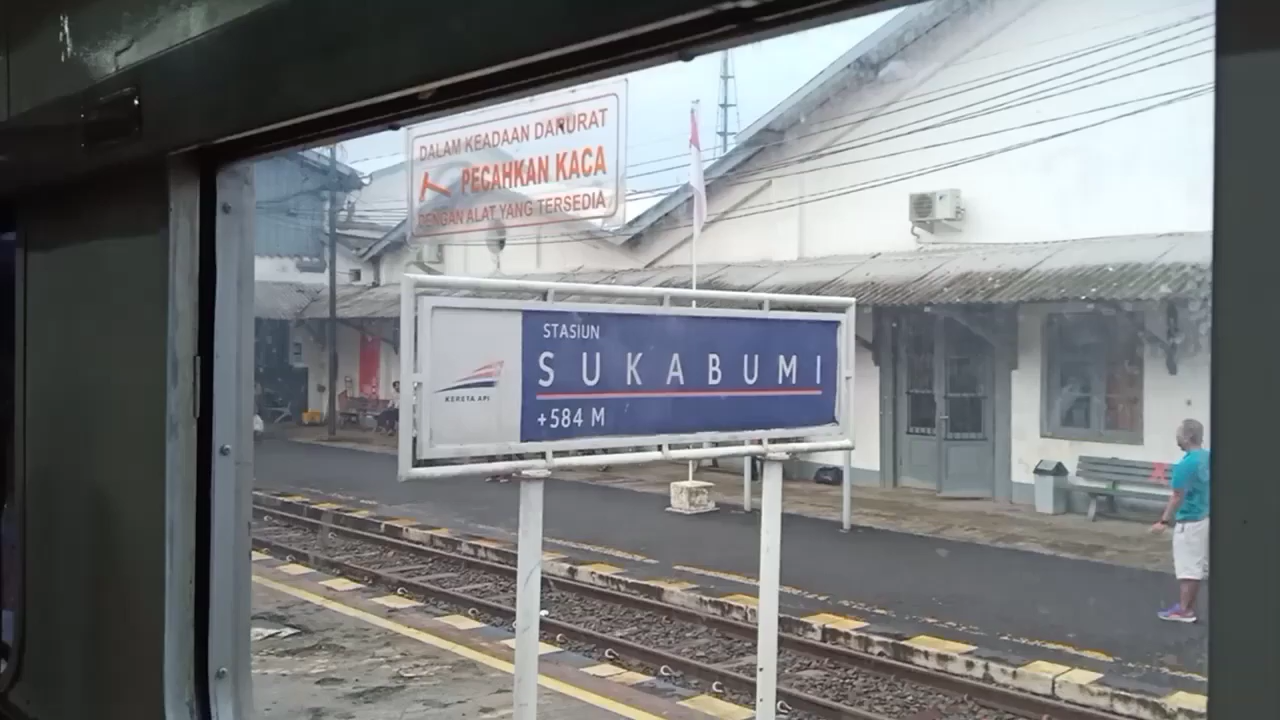 DALAM KEADAAN DARURAT
PECAHKAN KACA
DENGAN ALAT YANG TERSEDIA
STASIUN
SUKABUMI
+584 M
KERETA API